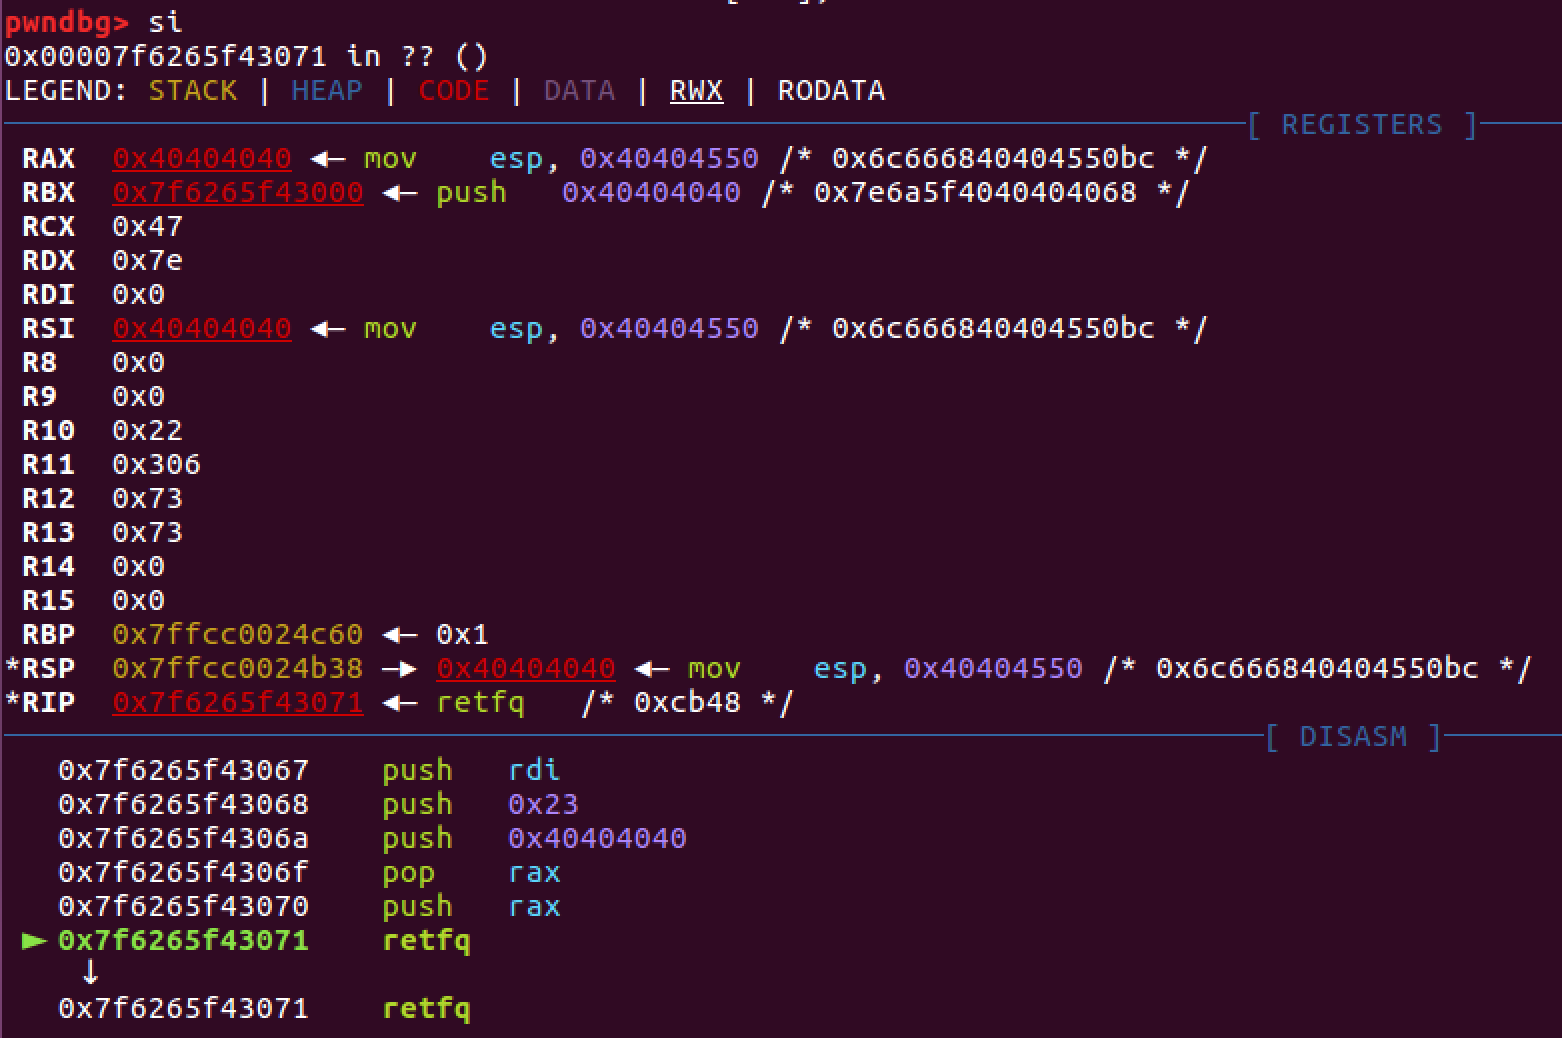 pwndbg> si
0x00007f6265f43071 in ?? ()
LEGEND: STACK | HEAP | CODE | DATA | RWX | RODATA
[ REGISTERS ]
RAX 0x40404040 ◂— mov esp, 0x40404550 /* 0x6c666840404550bc */
RBX 0x7f6265f43000 ◂— push 0x40404040 /* 0x7e6a5f4040404068 */
RCX 0x47
RDX 0x7e
RDI 0x0
RSI 0x40404040 ◂— mov esp, 0x40404550 /* 0x6c666840404550bc */
R8 0x0
R9 0x0
R10 0x22
R11 0x306
R12 0x73
R13 0x73
R14 0x0
R15 0x0
RBP 0x7ffcc0024c60 ◂— 0x1
*RSP 0x7ffcc0024b38 —▸ 0x40404040 ◂— mov esp, 0x40404550 /* 0x6c666840404550bc */
*RIP 0x7f6265f43071 ◂— retfq /* 0xcb48 */
[ DISASM ]
0x7f6265f43067 push rdi
0x7f6265f43068 push 0x23
0x7f6265f4306a push 0x40404040
0x7f6265f4306f pop rax
0x7f6265f43070 push rax
► 0x7f6265f43071 retfq
↓
0x7f6265f43071 retfq